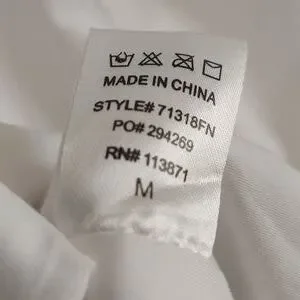 MADE IN CHINA
STYLE# 71318FN
PO# 294269
RN# 113871
M